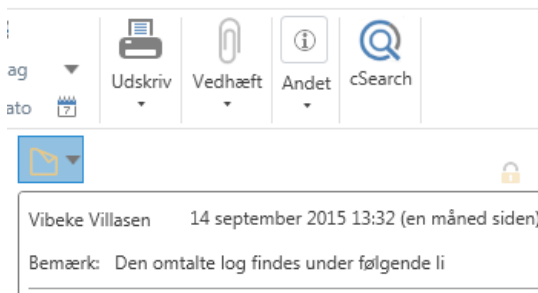 ag
Udskriv
Vedhæft
Andet
cSearch
ato
7
Vibeke Villasen 14 september 2015 13:32 (en måned siden)
Bemærk: Den omtalte log findes under følgende li